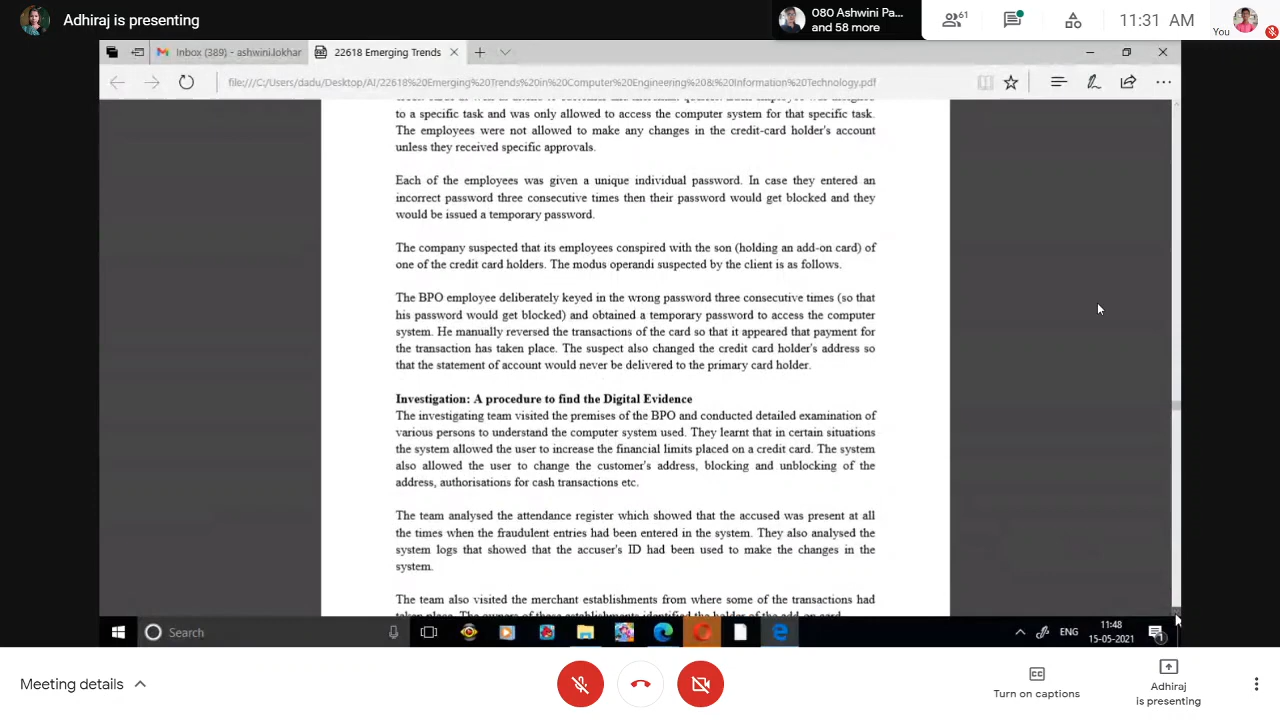 Adhiraj is presenting
080 Ashwini Pa...
and 58 more
61
11:31 AM
You
Inbox (389) - ashwini.lokhar
22618 Emerging Trends
file:///C:/Users/dadu/Desktop/AI/22618%20Emerging%20Trends%20in%20Computer%20Engineering%20&%20Information%20Technology.pdf
to a specific task and was only allowed to access the computer system for that specific task.
The employees were not allowed to make any changes in the credit-card holder's account
unless they received specific approvals.
Each of the employees was given a unique individual password. In case they entered an
incorrect password three consecutive times then their password would get blocked and they
would be issued a temporary password.
The company suspected that its employees conspired with the son (holding an add-on card) of
one of the credit card holders. The modus operandi suspected by the client is as follows.
The BPO employee deliberately keyed in the wrong password three consecutive times (so that
his password would get blocked) and obtained a temporary password to access the computer
system. He manually reversed the transactions of the card so that it appeared that payment for
the transaction has taken place. The suspect also changed the credit card holder's address so
that the statement of account would never be delivered to the primary card holder.
Investigation: A procedure to find the Digital Evidence
The investigating team visited the premises of the BPO and conducted detailed examination of
various persons to understand the computer system used. They learnt that in certain situations
the system allowed the user to increase the financial limits placed on a credit card. The system
also allowed the user to change the customer's address, blocking and unblocking of the
address, authorisations for cash transactions etc.
The team analysed the attendance register which showed that the accused was present at all
the times when the fraudulent entries had been entered in the system. They also analysed the
system logs that showed that the accuser's ID had been used to make the changes in the
system.
The team also visited the merchant establishments from where some of the transactions had
taken place. The owners of these establishments identified the holder of the add-on card.
Search
ENG
11:48
15-05-2021
1
Meeting details
Turn on captions
Adhiraj
is presenting